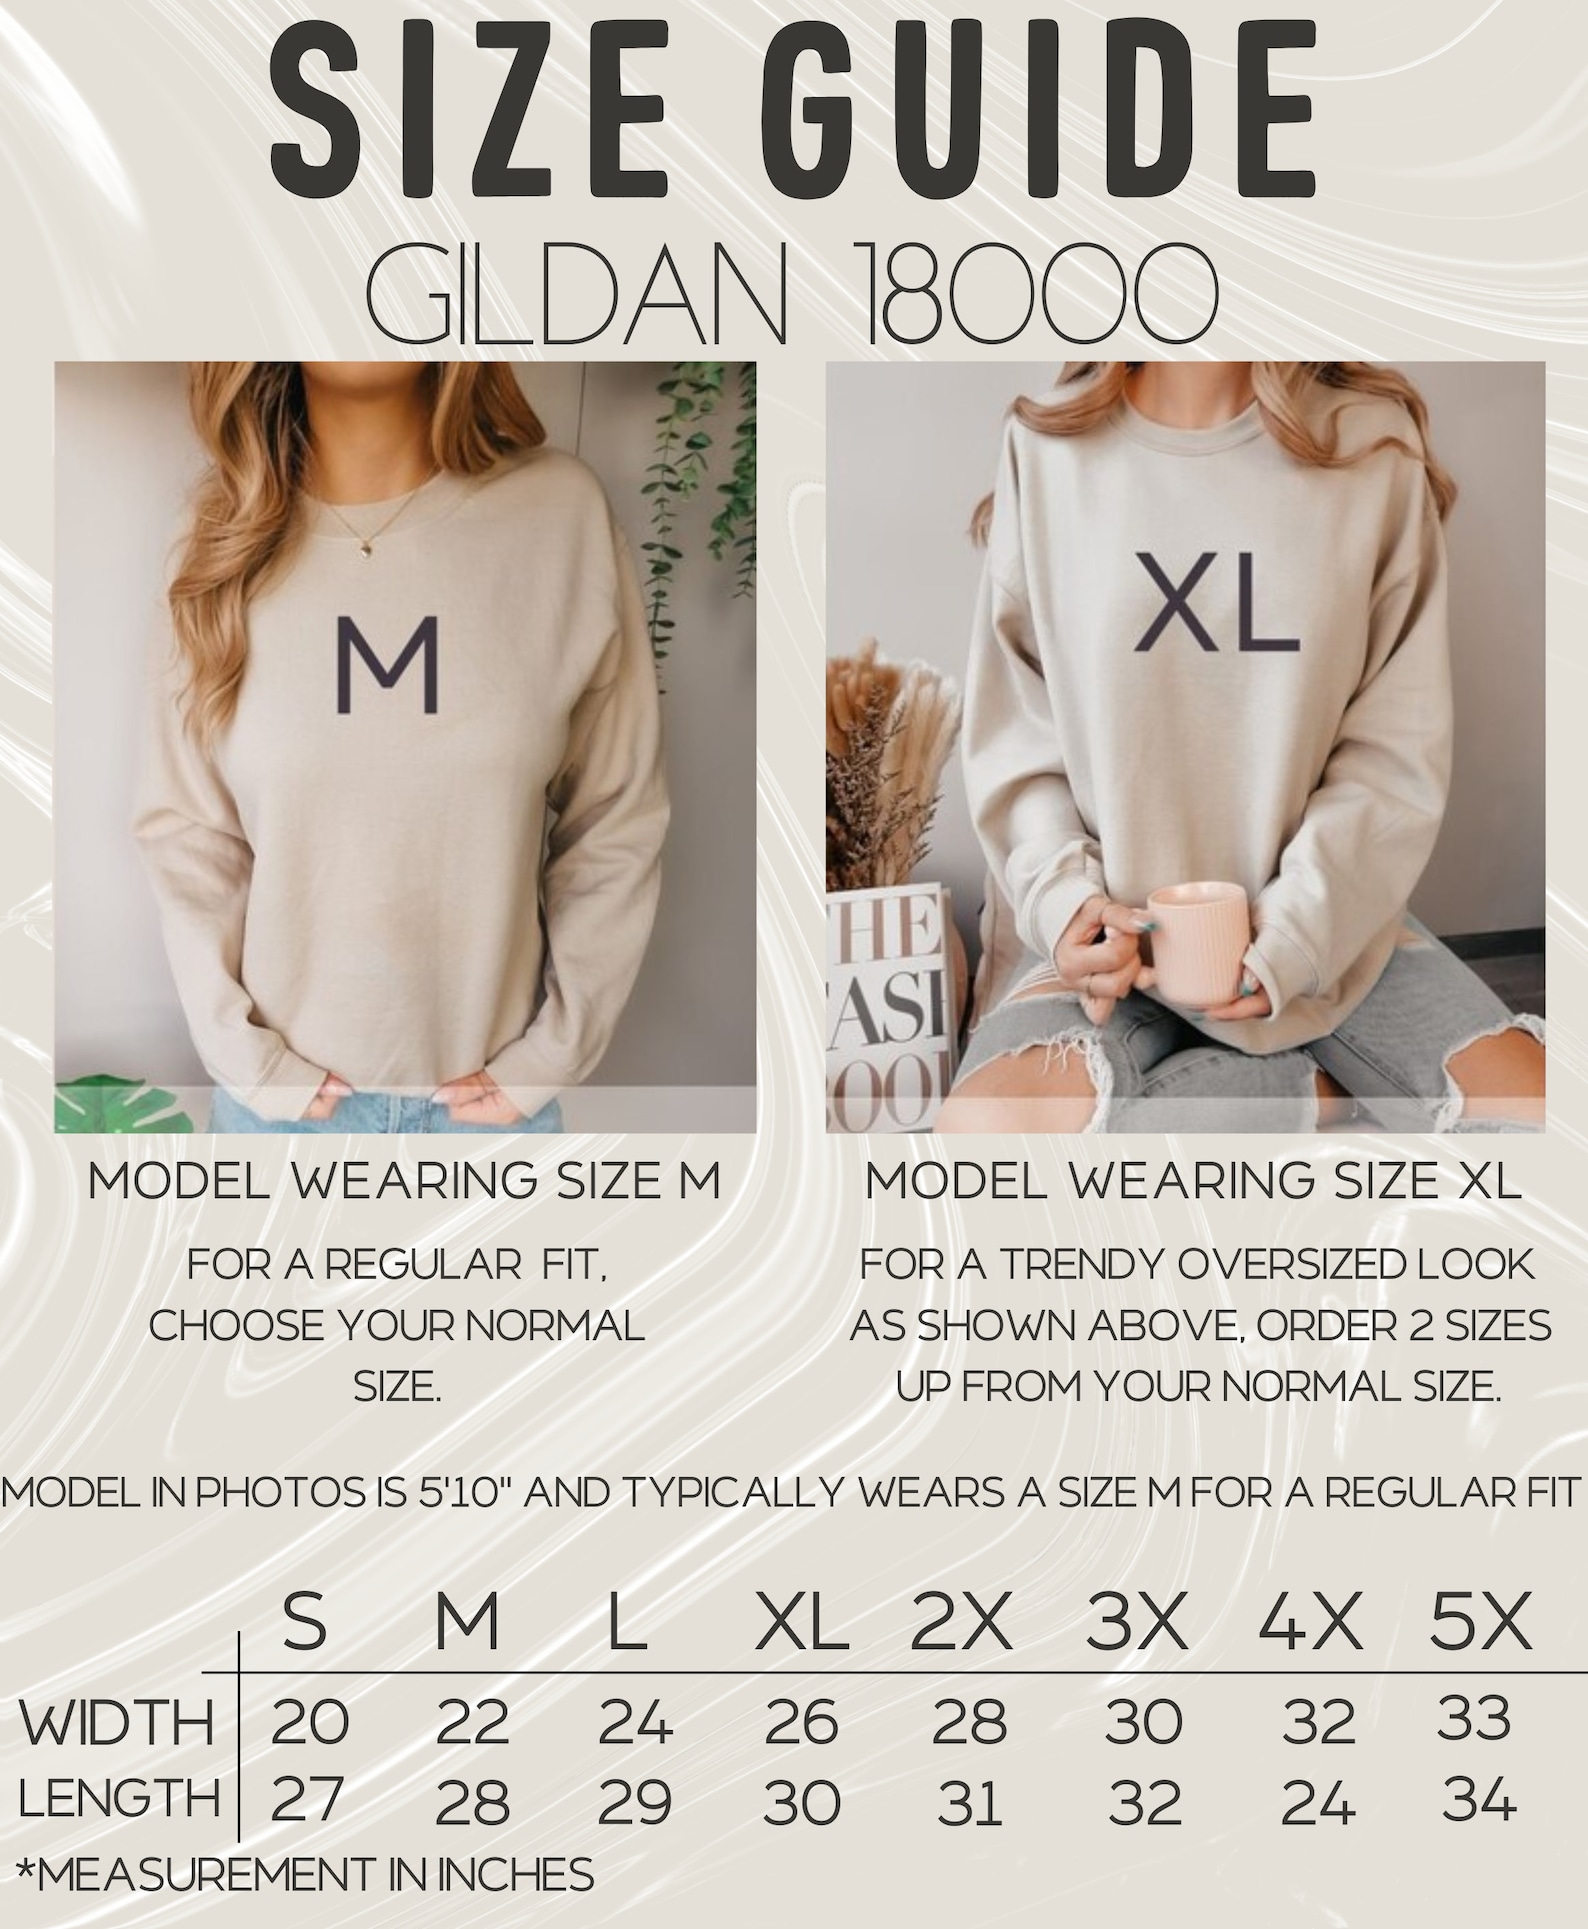 SIZE GUIDE
GILDAN 18000
M
XL
THE
FASH
BOOK
MODEL WEARING SIZE M
FOR A REGULAR FIT,
CHOOSE YOUR NORMAL
SIZE.
MODEL WEARING SIZE XL
FOR A TRENDY OVERSIZED LOOK
AS SHOWN ABOVE, ORDER 2 SIZES
UP FROM YOUR NORMAL SIZE.
MODEL IN PHOTOS IS 5'10" AND TYPICALLY WEARS A SIZE M FOR A REGULAR FIT
S M L XL 2X 3X 4X 5X
WIDTH 20 22 24 26 28 30 32 33
LENGTH 27 28 29 30 31 32 24 34
*MEASUREMENT IN INCHES